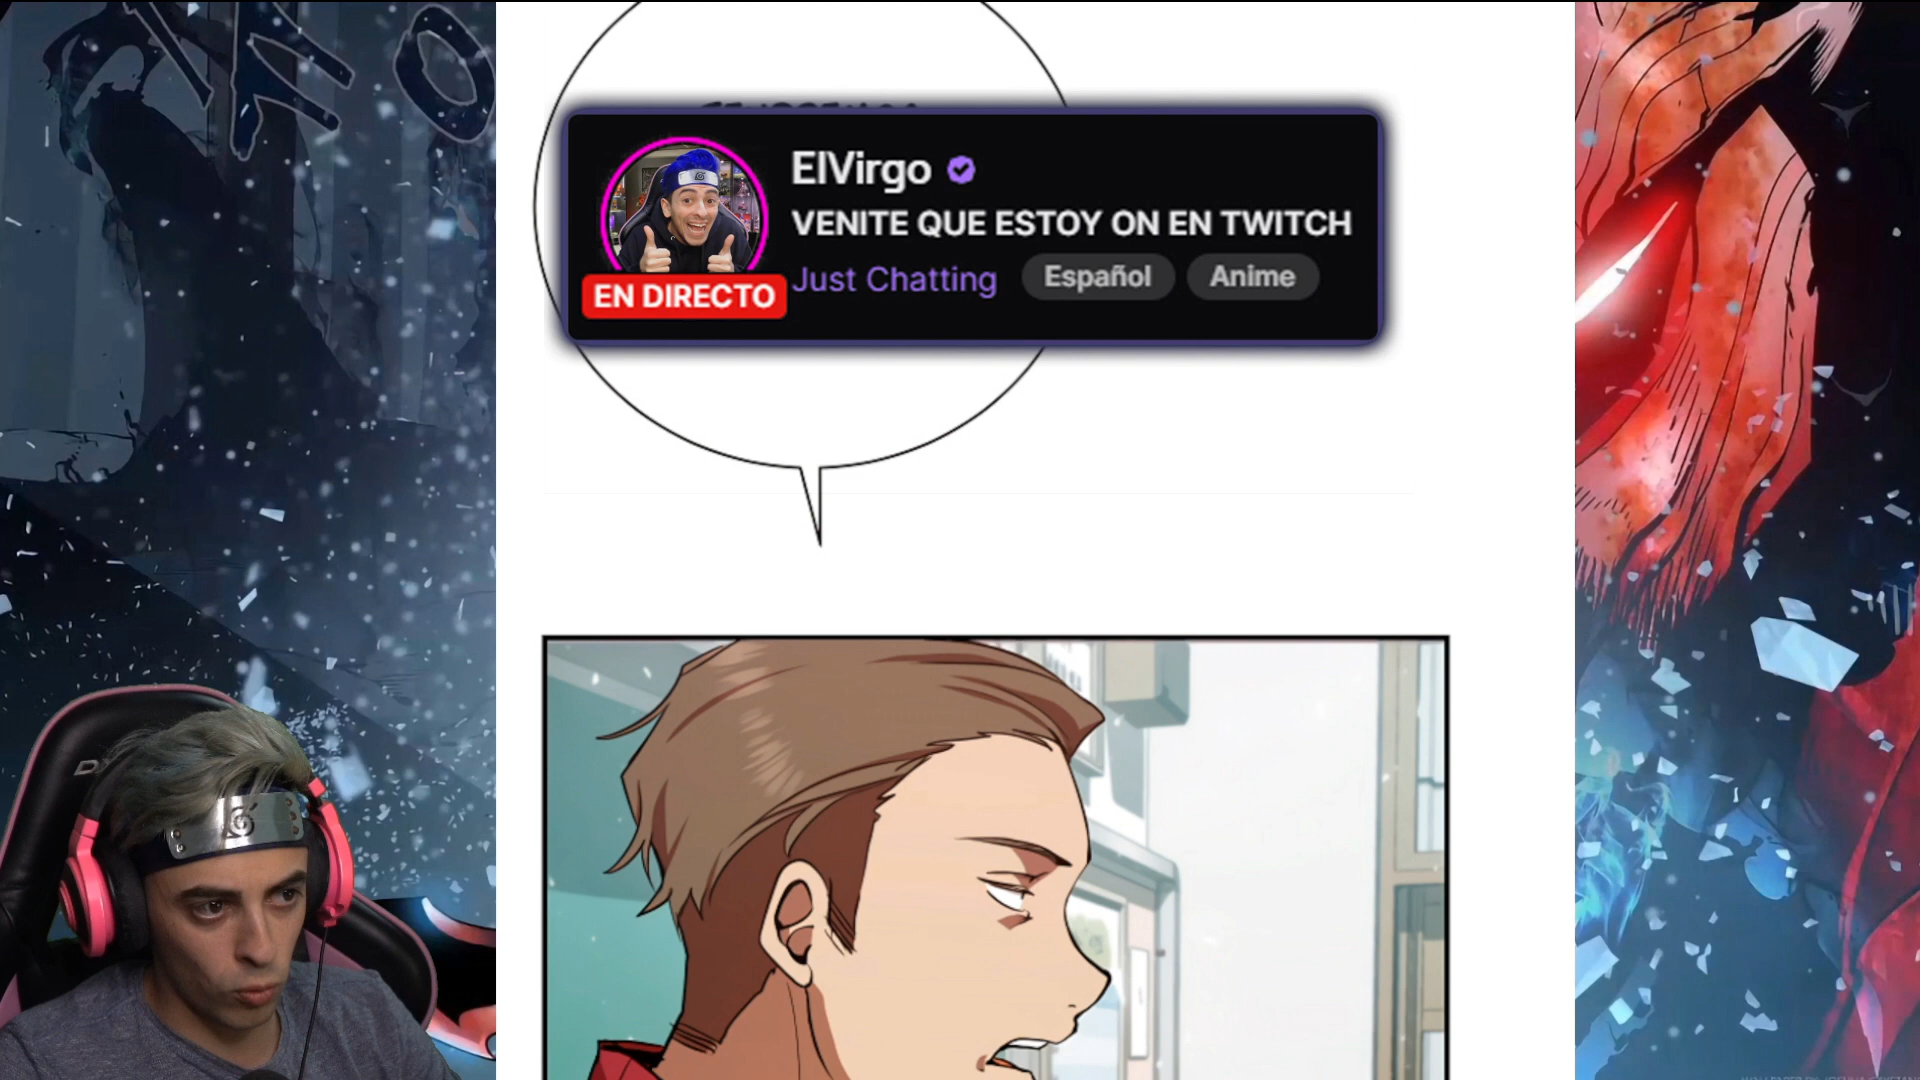 ElVirgo
VENITE QUE ESTOY ON EN TWITCH
Just Chatting Español Anime
EN DIRECTO